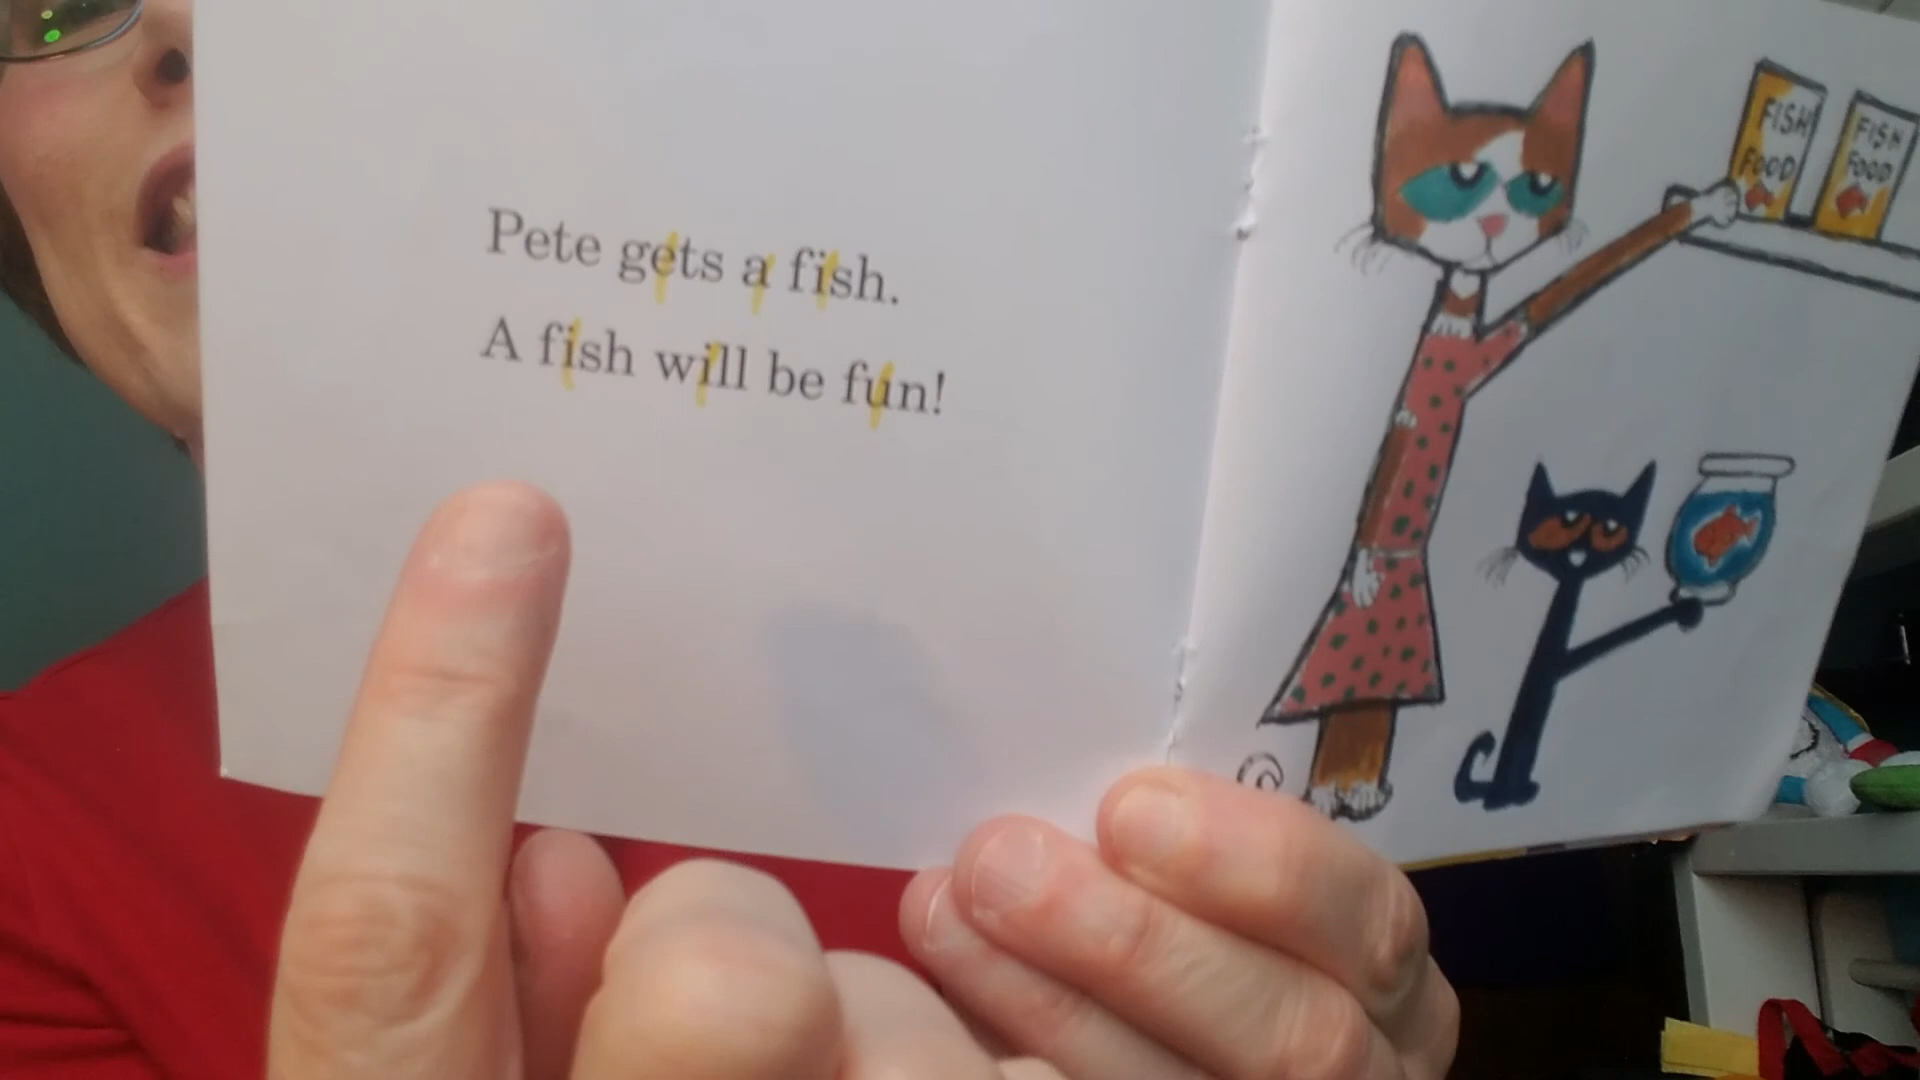 Pete gets a fish.
A fish will be fun!
FISH
FOOD
FISH
FOOD